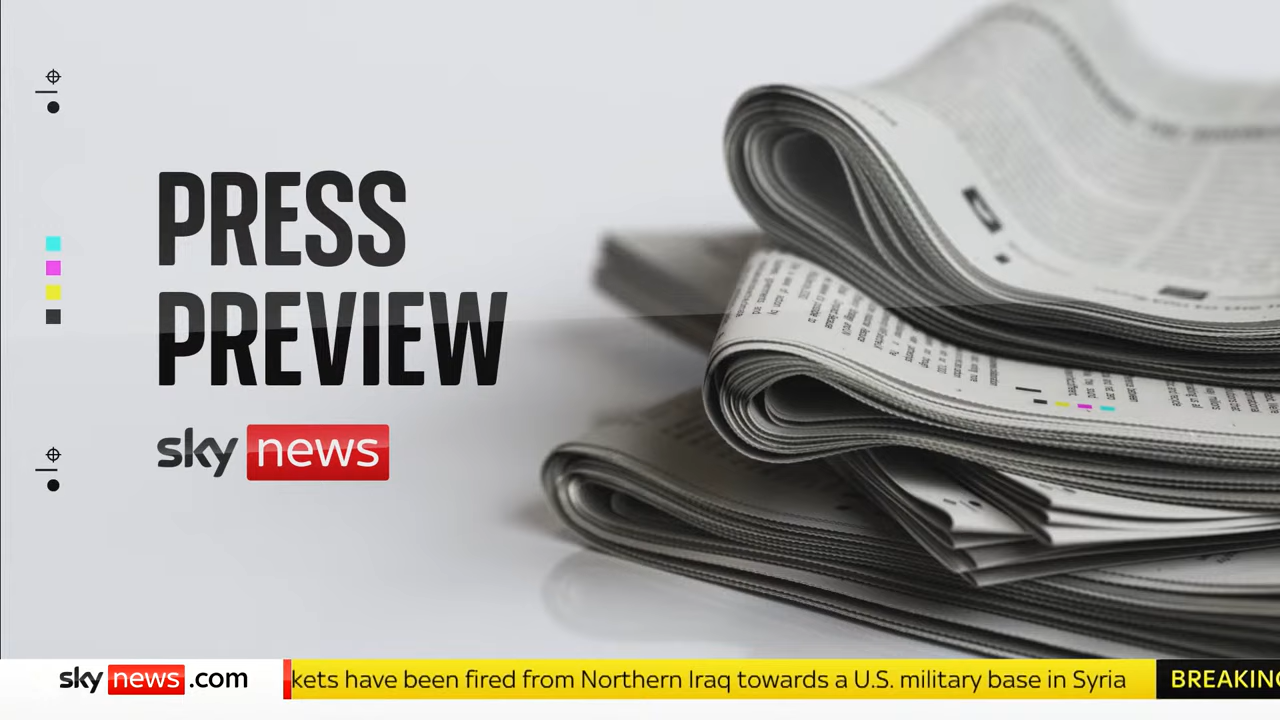 PRESS
PREVIEW
sky news
sky news .com
kets have been fired from Northern Iraq towards a U.S. military base in Syria
BREAKING